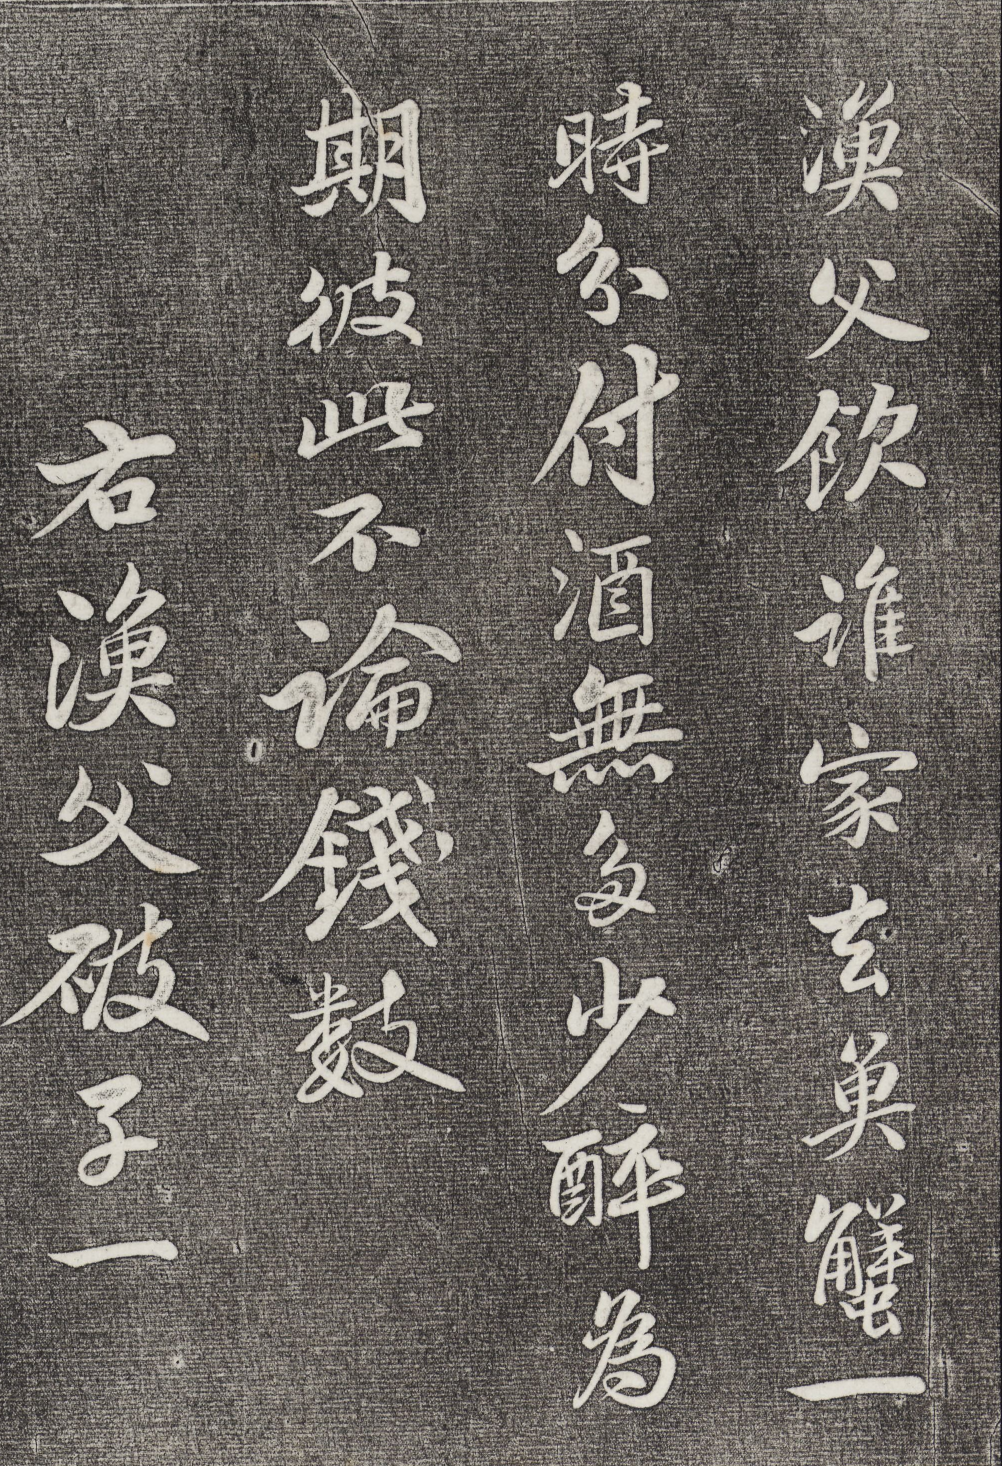 漁父飲誰家去魚蟹一
時分付酒無多少醉為
期彼此不論錢數
右漁父破子一